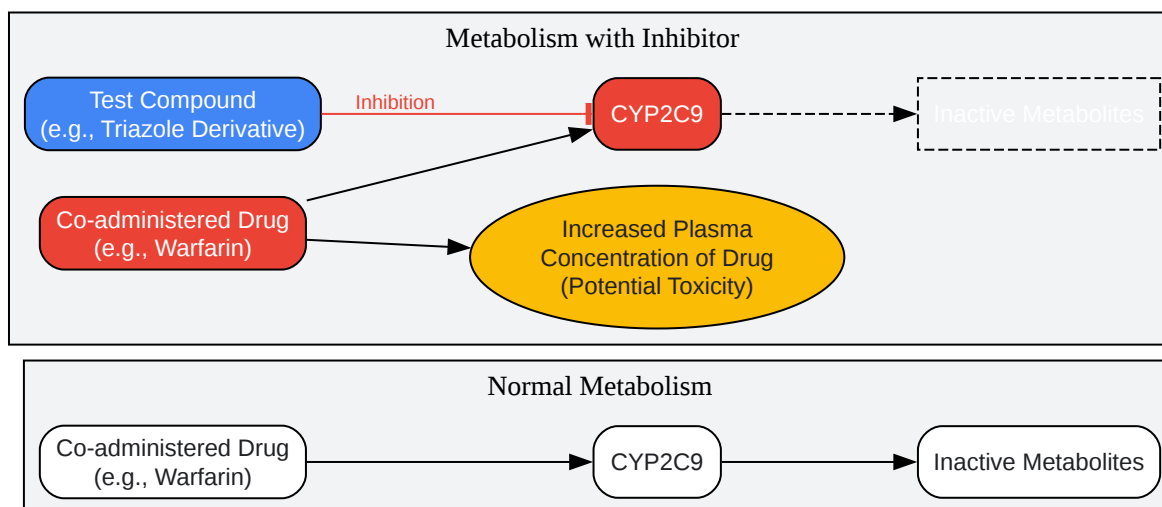 Metabolism with Inhibitor
Test Compound
(e.g., Triazole Derivative)
Inhibition
CYP2C9
Inactive Metabolites
Co-administered Drug
(e.g., Warfarin)
Increased Plasma
Concentration of Drug
(Potential Toxicity)
Normal Metabolism
Co-administered Drug
(e.g., Warfarin)
CYP2C9
Inactive Metabolites